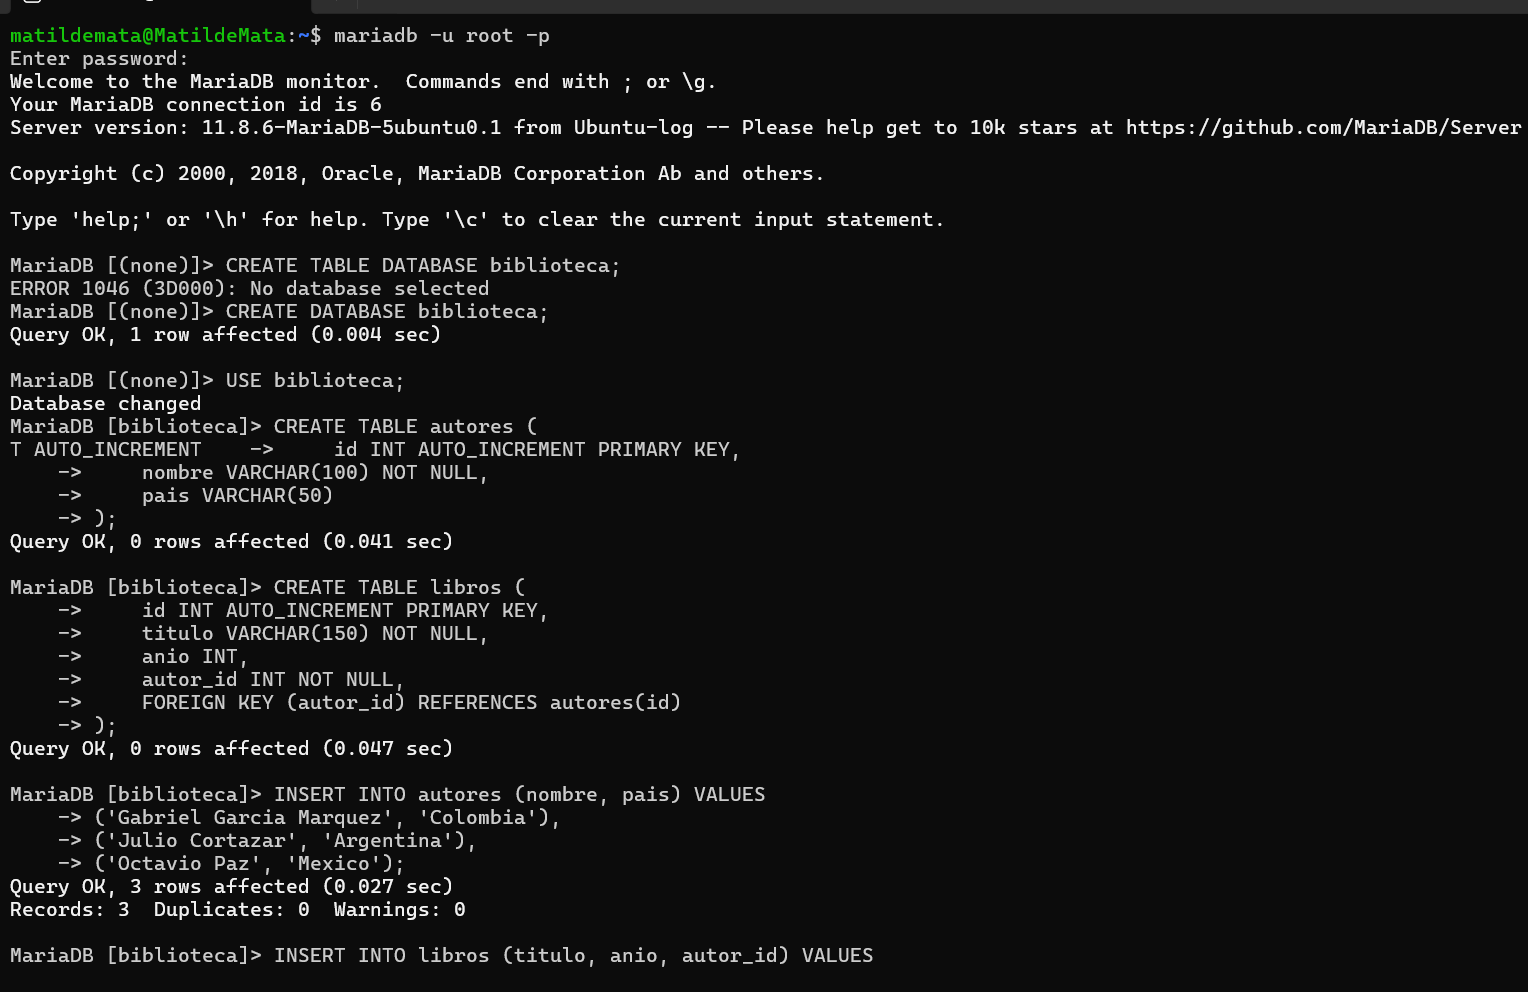 matildemata@MatildeMata:~$ mariadb -u root -p
Enter password:
Welcome to the MariaDB monitor.  Commands end with ; or \g.
Your MariaDB connection id is 6
Server version: 11.8.6-MariaDB-5ubuntu0.1 from Ubuntu-log -- Please help get to 10k stars at https://github.com/MariaDB/Server

Copyright (c) 2000, 2018, Oracle, MariaDB Corporation Ab and others.

Type 'help;' or '\h' for help. Type '\c' to clear the current input statement.

MariaDB [(none)]> CREATE TABLE DATABASE biblioteca;
ERROR 1046 (3D000): No database selected
MariaDB [(none)]> CREATE DATABASE biblioteca;
Query OK, 1 row affected (0.004 sec)

MariaDB [(none)]> USE biblioteca;
Database changed
MariaDB [biblioteca]> CREATE TABLE autores (
T AUTO_INCREMENT    ->     id INT AUTO_INCREMENT PRIMARY KEY,
    ->     nombre VARCHAR(100) NOT NULL,
    ->     pais VARCHAR(50)
    -> );
Query OK, 0 rows affected (0.041 sec)

MariaDB [biblioteca]> CREATE TABLE libros (
    ->     id INT AUTO_INCREMENT PRIMARY KEY,
    ->     titulo VARCHAR(150) NOT NULL,
    ->     anio INT,
    ->     autor_id INT NOT NULL,
    ->     FOREIGN KEY (autor_id) REFERENCES autores(id)
    -> );
Query OK, 0 rows affected (0.047 sec)

MariaDB [biblioteca]> INSERT INTO autores (nombre, pais) VALUES
    -> ('Gabriel Garcia Marquez', 'Colombia'),
    -> ('Julio Cortazar', 'Argentina'),
    -> ('Octavio Paz', 'Mexico');
Query OK, 3 rows affected (0.027 sec)
Records: 3  Duplicates: 0  Warnings: 0

MariaDB [biblioteca]> INSERT INTO libros (titulo, anio, autor_id) VALUES